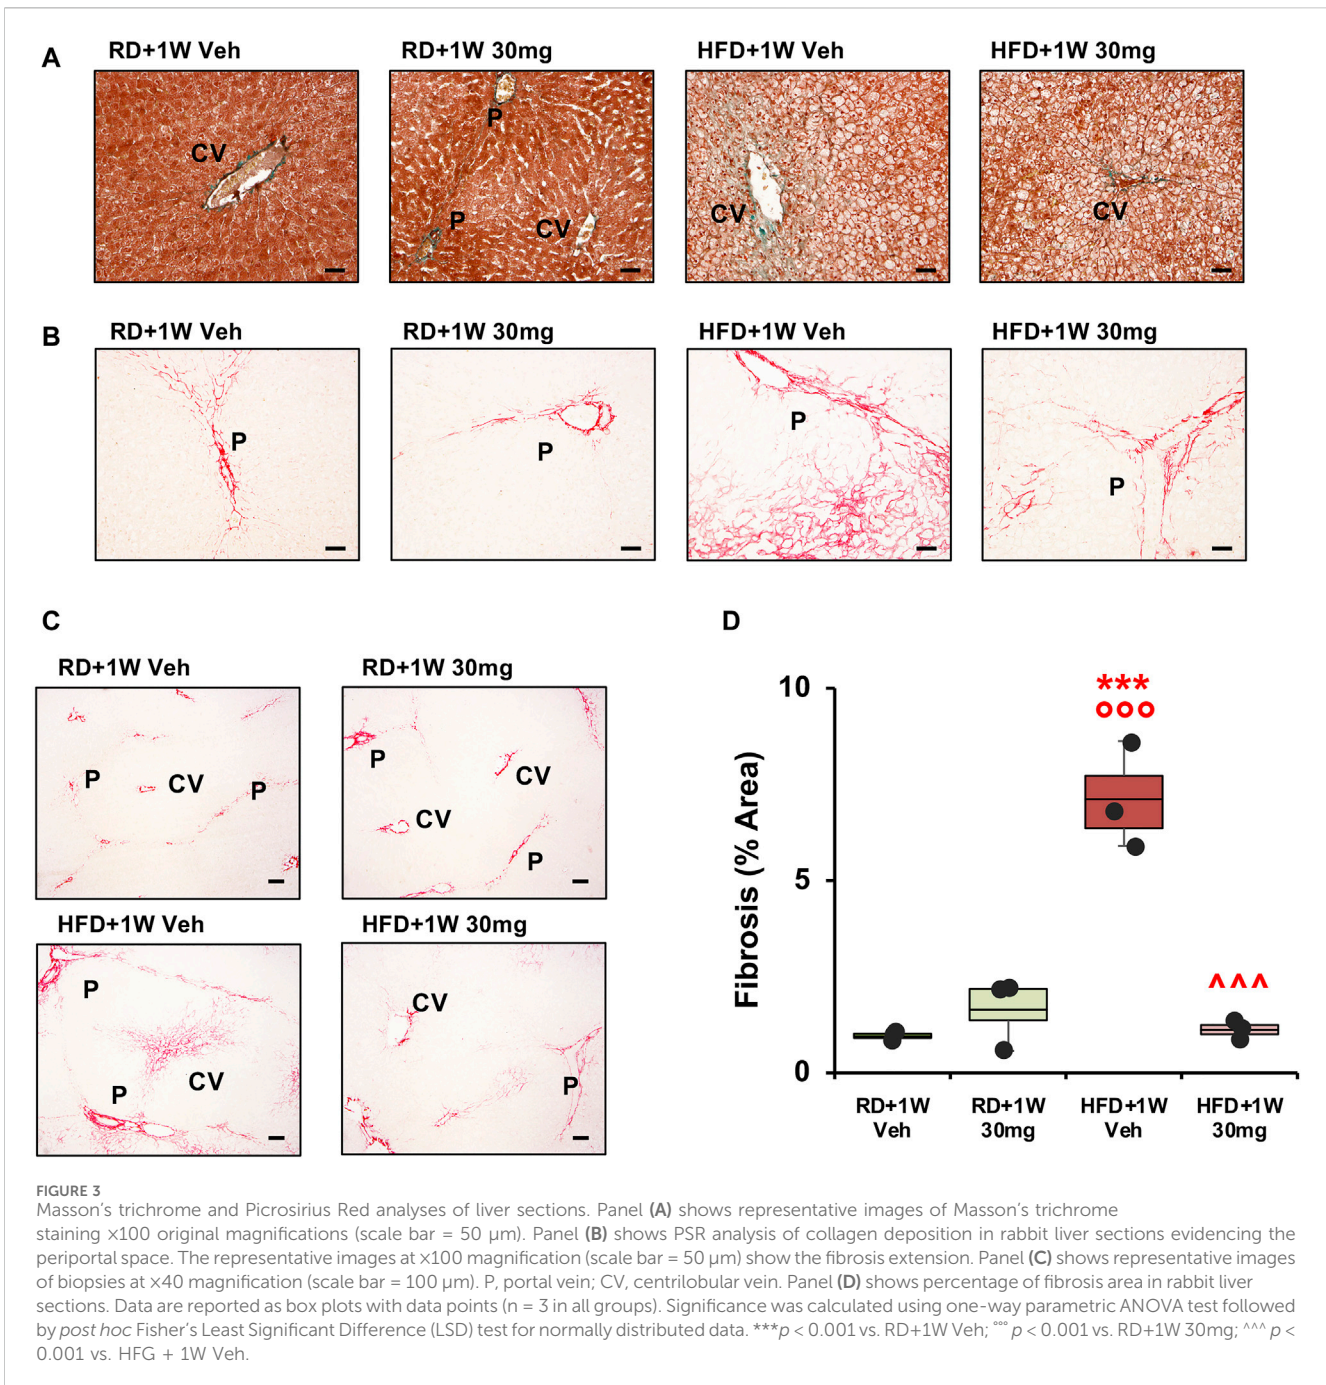 A
RD+1W Veh
RD+1W 30mg
HFD+1W Veh
HFD+1W 30mg
CV
P
P
CV
CV
CV
B
RD+1W Veh
RD+1W 30mg
HFD+1W Veh
HFD+1W 30mg
P
P
P
P
C
RD+1W Veh
RD+1W 30mg
P
CV
P
P
CV
CV
P
HFD+1W Veh
HFD+1W 30mg
P
P
CV
CV
P
D
Fibrosis (% Area)
10
5
0
***
°°°
^^^
RD+1W
Veh
RD+1W
30mg
HFD+1W
Veh
HFD+1W
30mg
FIGURE 3
Masson's trichrome and Picrosirius Red analyses of liver sections. Panel (A) shows representative images of Masson's trichrome
staining ×100 original magnifications (scale bar = 50 µm). Panel (B) shows PSR analysis of collagen deposition in rabbit liver sections evidencing the
periportal space. The representative images at ×100 magnification (scale bar = 50 µm) show the fibrosis extension. Panel (C) shows representative images
of biopsies at ×40 magnification (scale bar = 100 µm). P, portal vein; CV, centrilobular vein. Panel (D) shows percentage of fibrosis area in rabbit liver
sections. Data are reported as box plots with data points (n = 3 in all groups). Significance was calculated using one-way parametric ANOVA test followed
by post hoc Fisher's Least Significant Difference (LSD) test for normally distributed data. ***p < 0.001 vs. RD+1W Veh; °°° p < 0.001 vs. RD+1W 30mg; ^^^ p <
0.001 vs. HFG + 1W Veh.